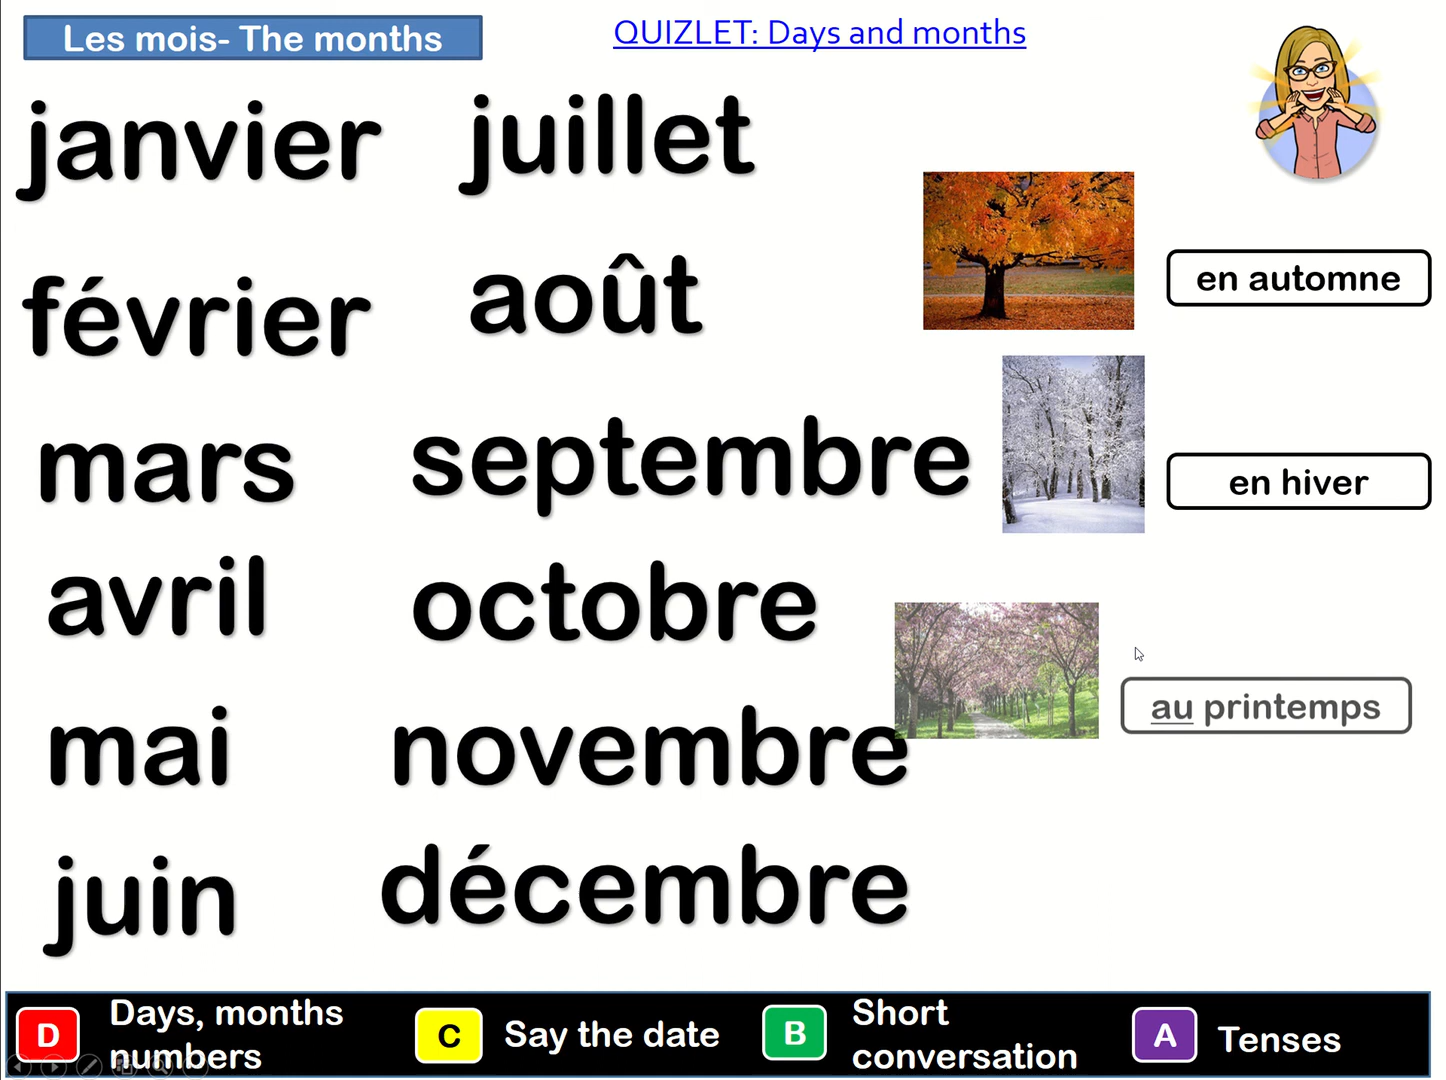 Les mois- The months
QUIZLET: Days and months
janvier
février
mars
avril
mai
juin
juillet
août
septembre
octobre
novembre
décembre
en automne
en hiver
au printemps
D
Days, months
numbers
C
Say the date
B
Short
conversation
A
Tenses